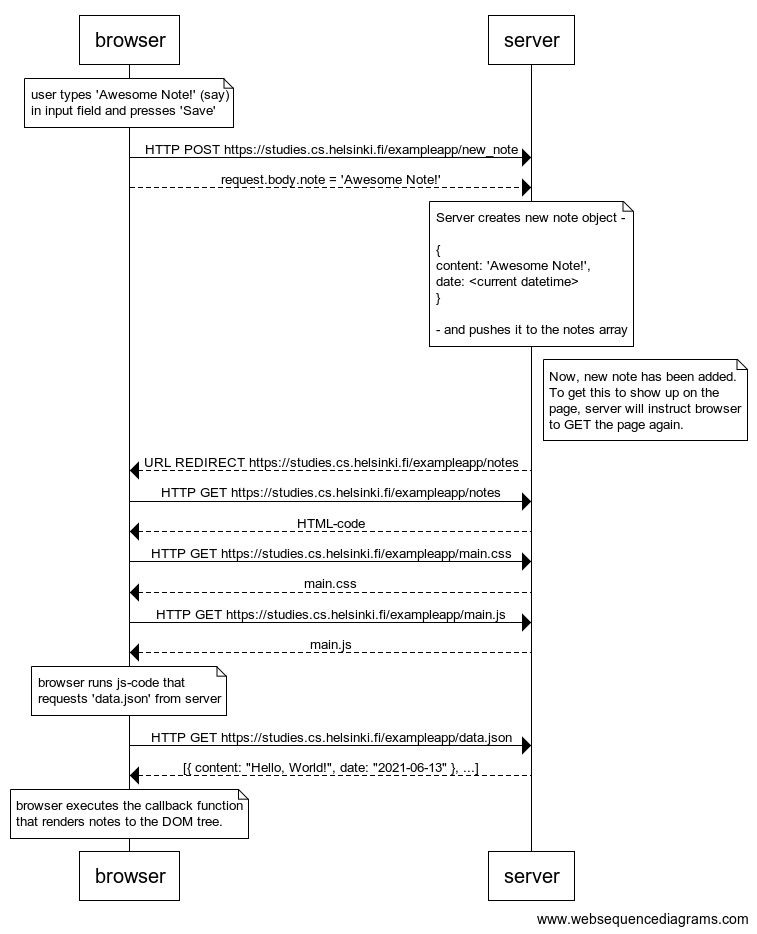 browser
server
user types 'Awesome Note!' (say)
in input field and presses 'Save'
HTTP POST https://studies.cs.helsinki.fi/exampleapp/new_note
request.body.note = 'Awesome Note!'
Server creates new note object -
{
content: 'Awesome Note!',
date: <current datetime>
}
- and pushes it to the notes array
Now, new note has been added.
To get this to show up on the
page, server will instruct browser
to GET the page again.
URL REDIRECT https://studies.cs.helsinki.fi/exampleapp/notes
HTTP GET https://studies.cs.helsinki.fi/exampleapp/notes
HTML-code
HTTP GET https://studies.cs.helsinki.fi/exampleapp/main.css
main.css
HTTP GET https://studies.cs.helsinki.fi/exampleapp/main.js
main.js
browser runs js-code that
requests 'data.json' from server
HTTP GET https://studies.cs.helsinki.fi/exampleapp/data.json
[{ content: "Hello, World!", date: "2021-06-13" }, ...]
browser executes the callback function
that renders notes to the DOM tree.
browser
server
www.websequencediagrams.com